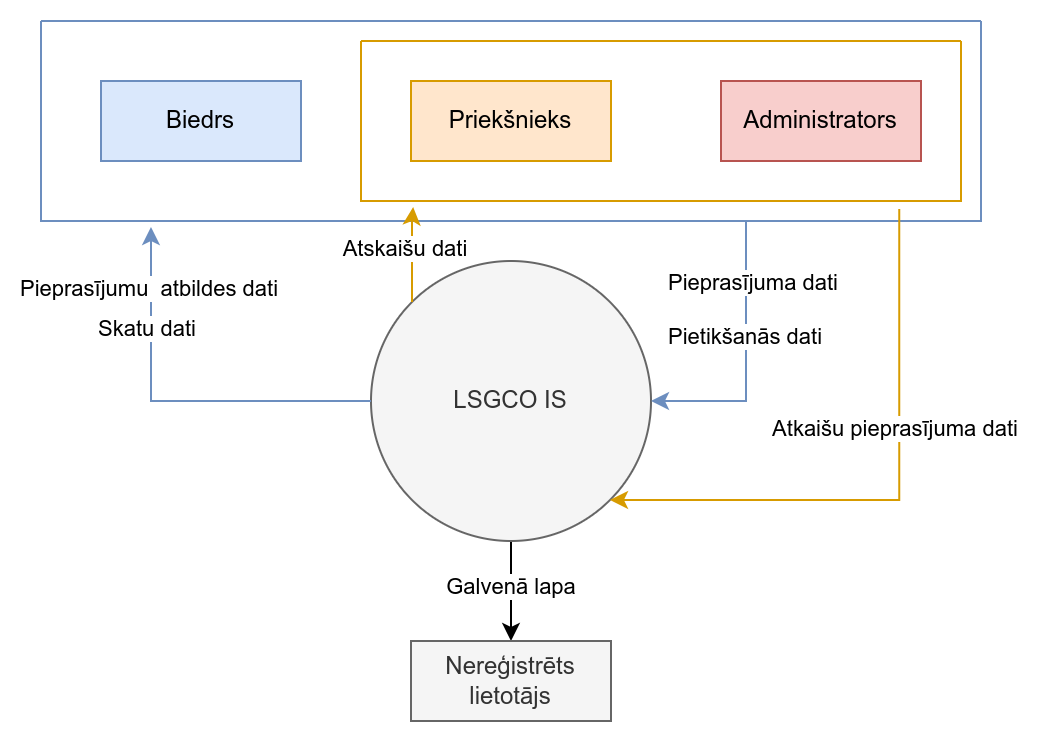 Biedrs
Priekšnieks
Administrators
Atskaišu dati
Pieprasījumu  atbildes dati
Skatu dati
Pieprasījuma dati
Pietikšanās dati
LSGCO IS
Atkaišu pieprasījuma dati
Galvenā lapa
Nereģistrēts
lietotājs